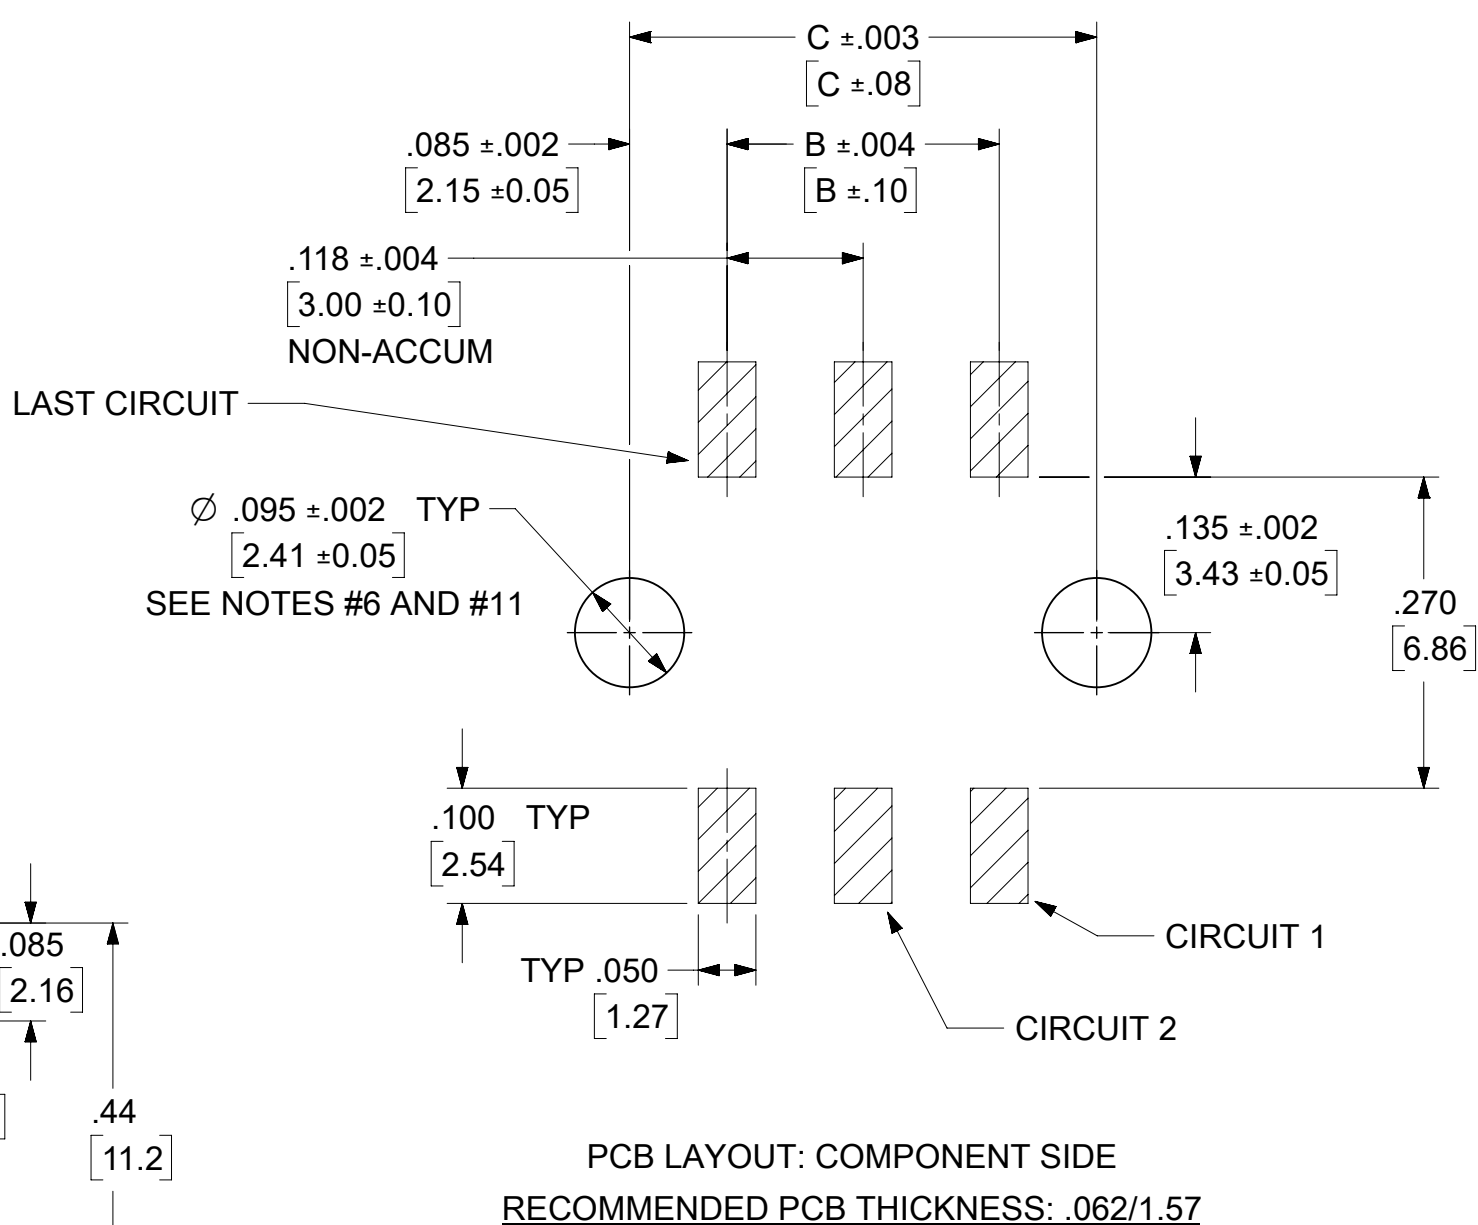 C ±.003
[C ±.08]
.085 ±.002
[2.15 ±0.05]
B ±.004
[B ±.10]
.118 ±.004
[3.00 ±0.10]
NON-ACCUM
LAST CIRCUIT
∅ .095 ±.002 TYP
[2.41 ±0.05]
SEE NOTES #6 AND #11
.135 ±.002
[3.43 ±0.05]
.270
[6.86]
.100 TYP
[2.54]
.085
[2.16]
CIRCUIT 1
TYP .050
[1.27]
CIRCUIT 2
.44
[11.2]
PCB LAYOUT: COMPONENT SIDE
RECOMMENDED PCB THICKNESS: .062/1.57